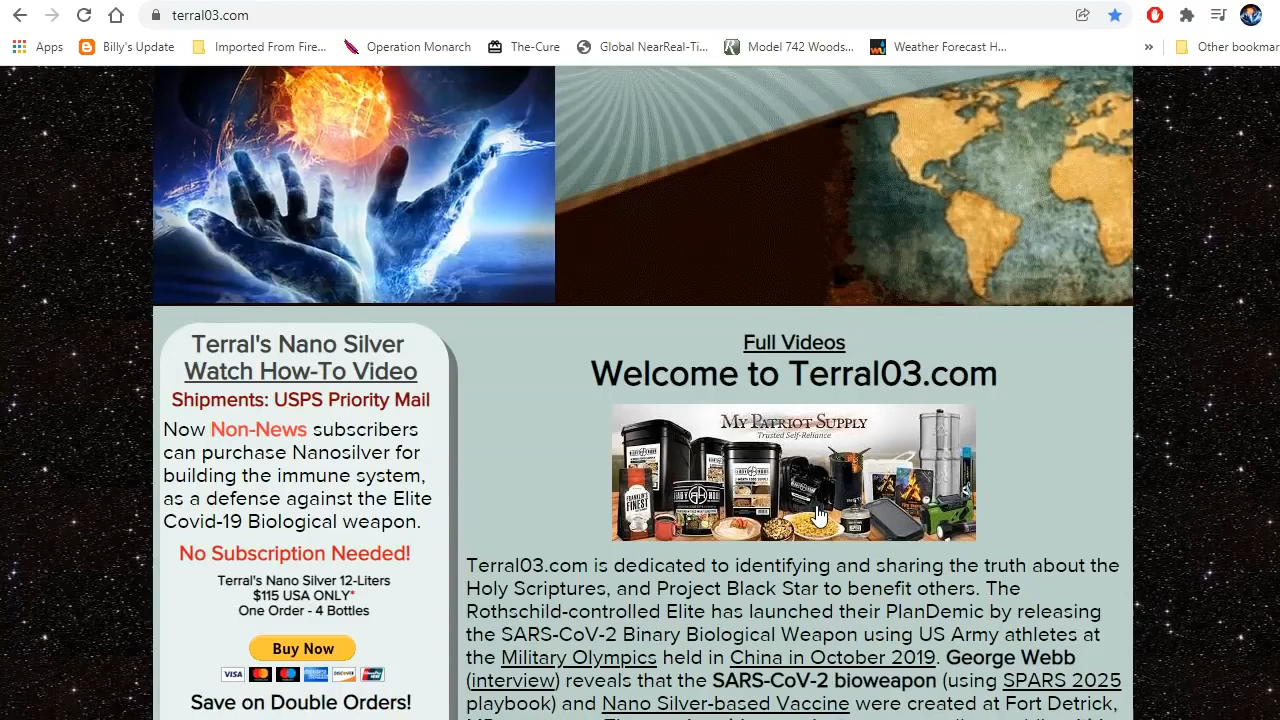 terral03.com
Apps
Billy's Update
Imported From Fire...
Operation Monarch
The-Cure
Global NearReal-Ti...
Model 742 Woods...
Weather Forecast H...
»
Other bookmar
Terral's Nano Silver
Watch How-To Video
Shipments: USPS Priority Mail
Now Non-News subscribers
can purchase Nanosilver for
building the immune system,
as a defense against the Elite
Covid-19 Biological weapon.
No Subscription Needed!
Terral's Nano Silver 12-Liters
$115 USA ONLY*
One Order - 4 Bottles
Buy Now
VISA
DISCOVER
Save on Double Orders!
Full Videos
Welcome to Terral03.com
MY PATRIOT SUPPLY
Trusted Self-Reliance
FRANKLIN'S
FINEST
READY HOUR
Terral03.com is dedicated to identifying and sharing the truth about the
Holy Scriptures, and Project Black Star to benefit others. The
Rothschild-controlled Elite has launched their PlanDemic by releasing
the SARS-CoV-2 Binary Biological Weapon using US Army athletes at
the Military Olympics held in China in October 2019. George Webb
(interview) reveals that the SARS-CoV-2 bioweapon (using SPARS 2025
playbook) and Nano Silver-based Vaccine were created at Fort Detrick,